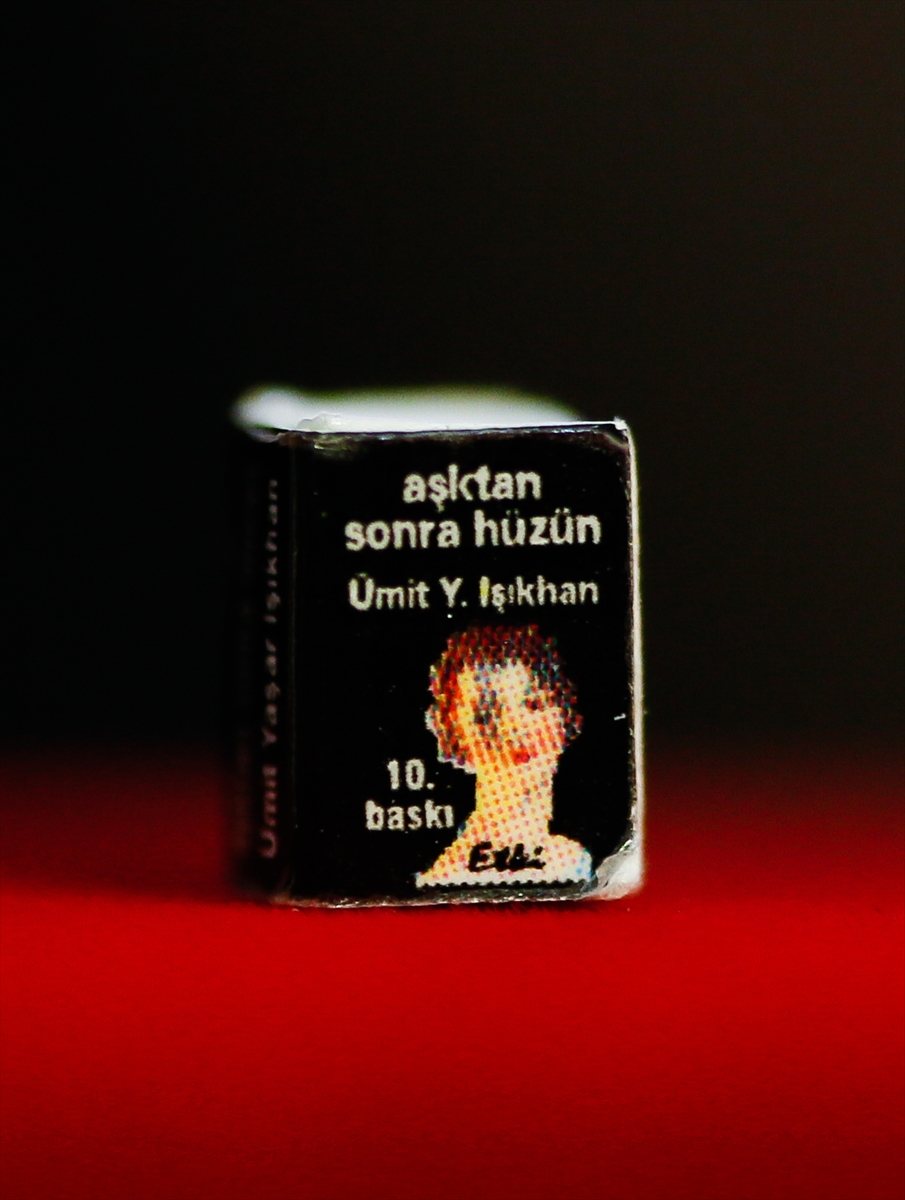 aşktan
sonra hüzün
Ümit Y. Işıkhan
10.
baskı
Ümit Yaşar Işıkhan